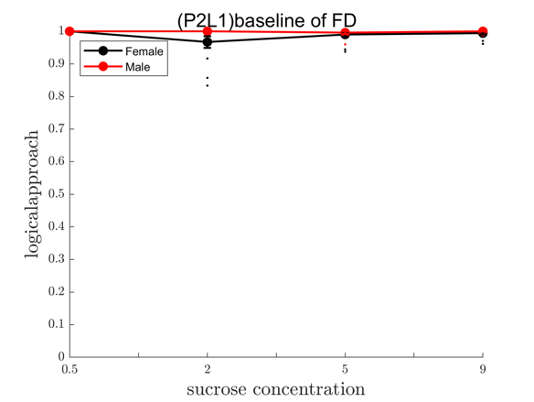 (P2L1)baseline of FD
1
0.9
0.8
0.7
0.6
0.5
0.4
0.3
0.2
0.1
0
Female
Male
logicalapproach
0.5 2 5 9
sucrose concentration